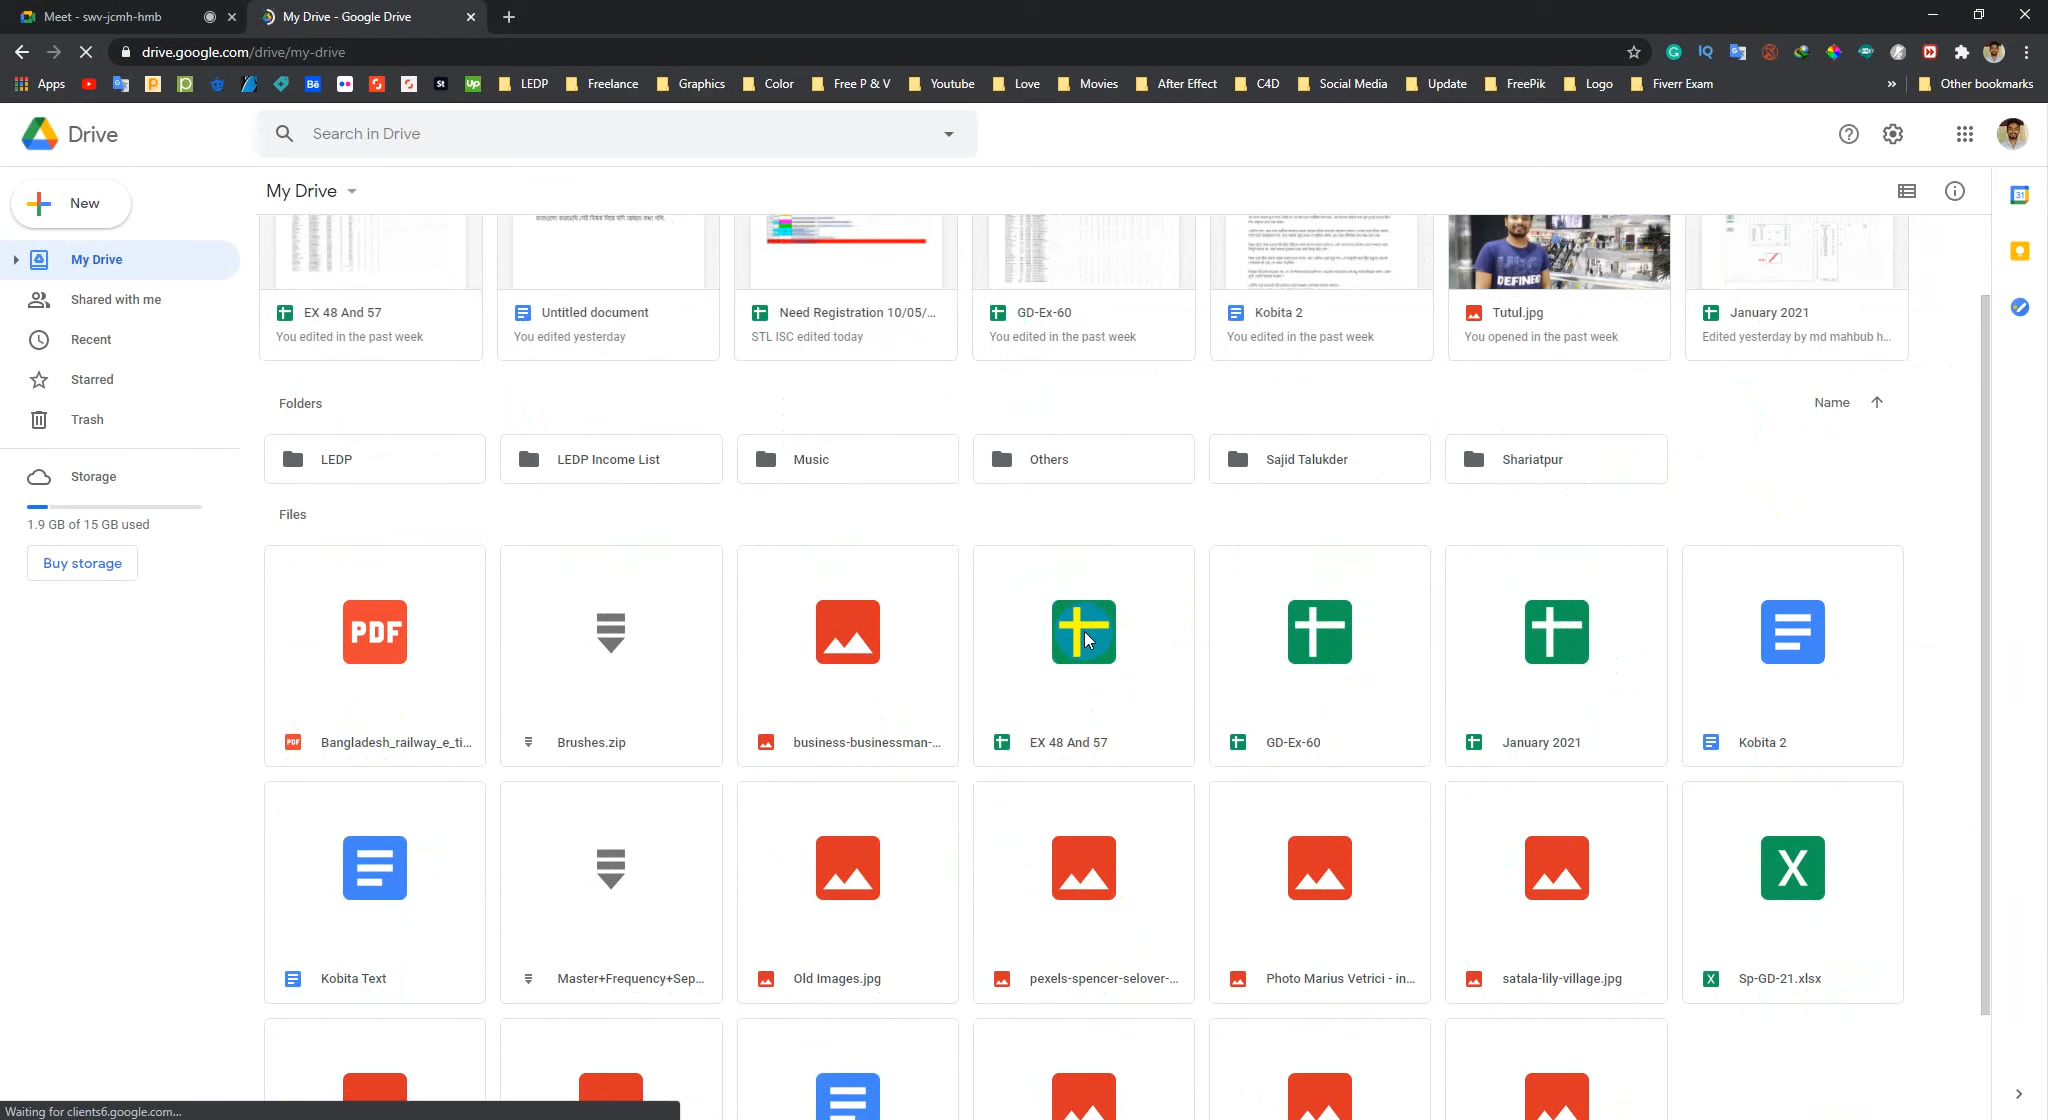 Meet - swv-jcmh-hmb
My Drive - Google Drive
drive.google.com/drive/my-drive
Apps
Bē
St
Up
LEDP
Freelance
Graphics
Color
Free P & V
Youtube
Love
Movies
After Effect
C4D
Social Media
Update
FreePik
Logo
Fiverr Exam
»
Other bookmarks
Drive
Search in Drive
New
My Drive
31
My Drive
Shared with me
Recent
Starred
Trash
Storage
1.9 GB of 15 GB used
Buy storage
DEFINED
EX 48 And 57
You edited in the past week
Untitled document
You edited yesterday
Need Registration 10/05/...
STL ISC edited today
GD-Ex-60
You edited in the past week
Kobita 2
You edited in the past week
Tutul.jpg
You opened in the past week
January 2021
Edited yesterday by md mahbub h...
Folders
Name
LEDP
LEDP Income List
Music
Others
Sajid Talukder
Shariatpur
Files
PDF
PDF
Bangladesh_railway_e_ti...
Brushes.zip
business-businessman-...
EX 48 And 57
GD-Ex-60
January 2021
Kobita 2
X
Kobita Text
Master+Frequency+Sep...
Old Images.jpg
pexels-spencer-selover-...
Photo Marius Vetrici - in...
satala-lily-village.jpg
X
Sp-GD-21.xlsx
Waiting for clients6.google.com...